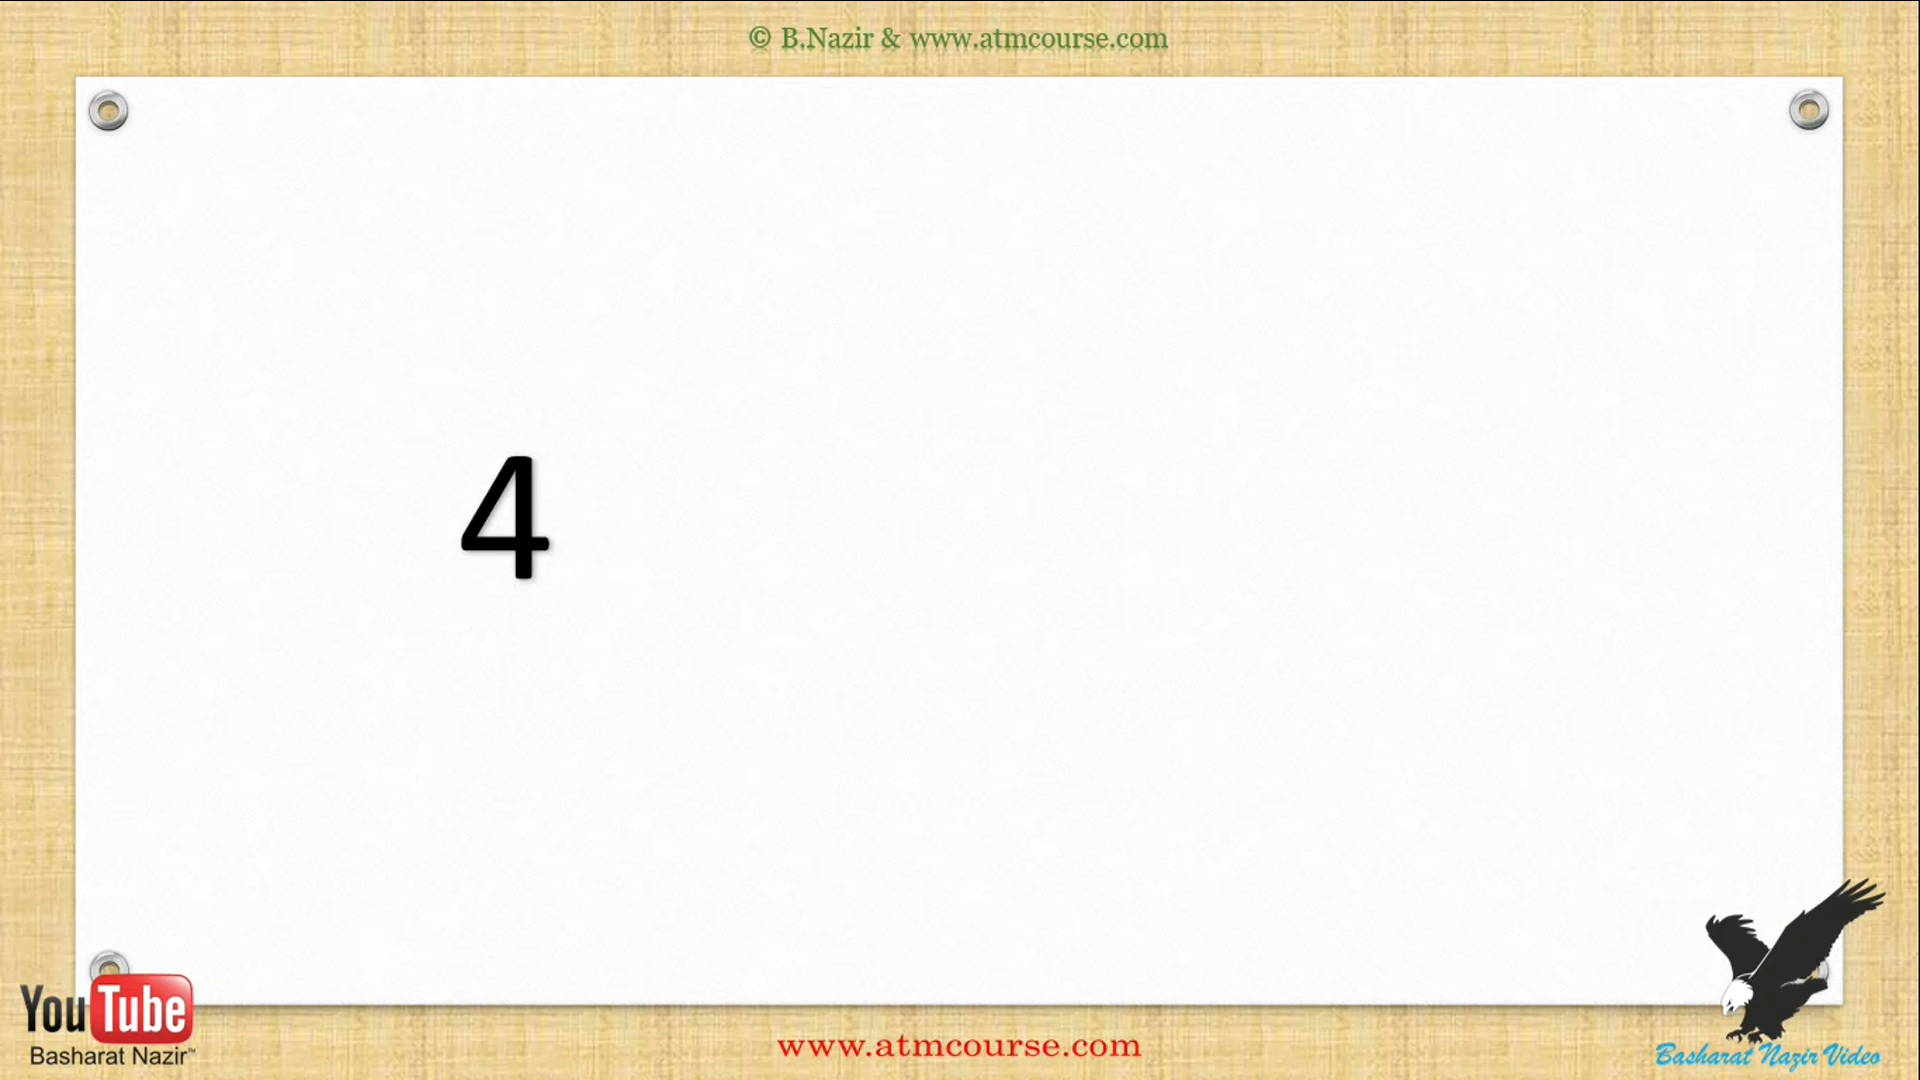 © B.Nazir & www.atmcourse.com
4
YouTube
Basharat Nazir™
www.atmcourse.com
Basharat Nazir Video